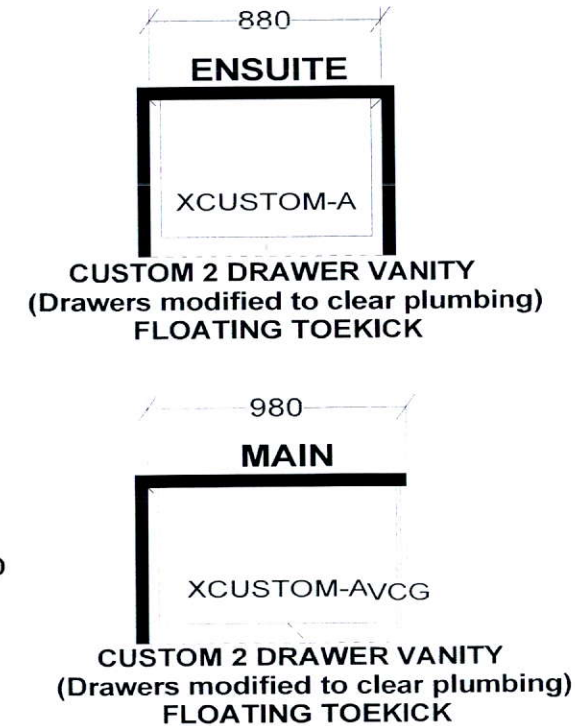 880
ENSUITE
XCUSTOM-A
CUSTOM 2 DRAWER VANITY
(Drawers modified to clear plumbing)
FLOATING TOEKICK
980
MAIN
XCUSTOM-AVCG
CUSTOM 2 DRAWER VANITY
(Drawers modified to clear plumbing)
FLOATING TOEKICK